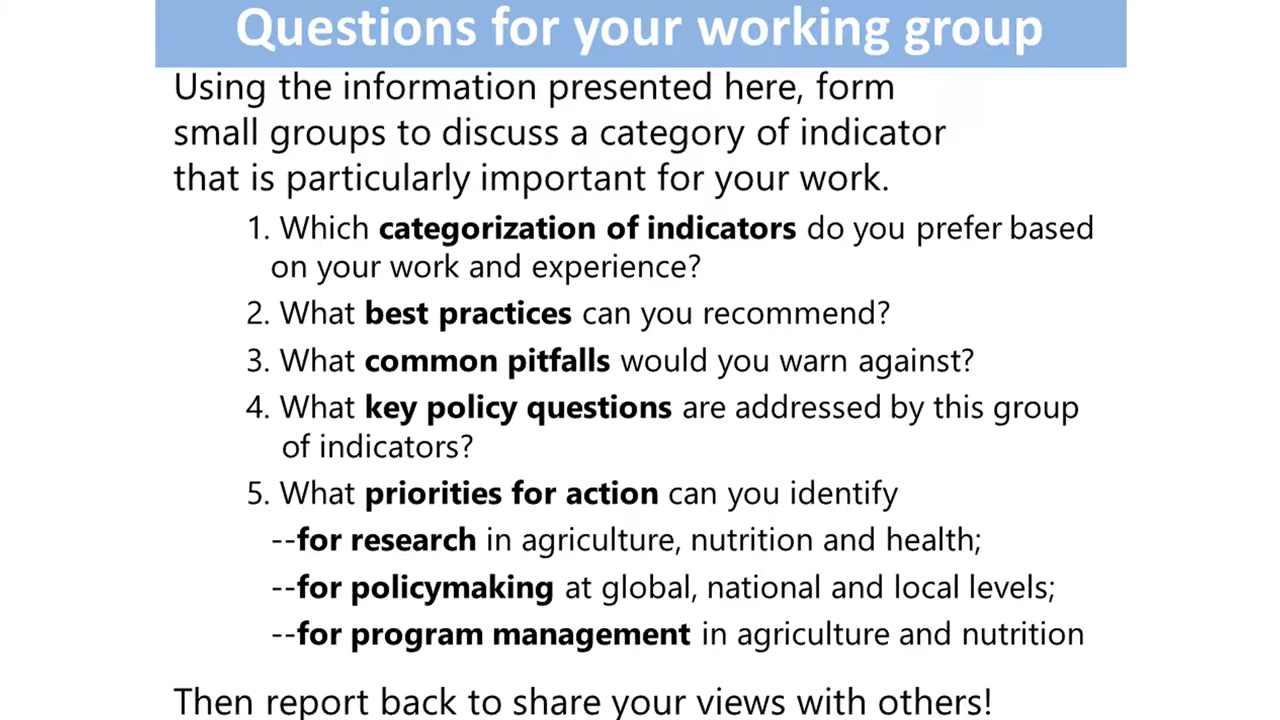 Questions for your working group
Using the information presented here, form
small groups to discuss a category of indicator
that is particularly important for your work.
1. Which categorization of indicators do you prefer based
on your work and experience?
2. What best practices can you recommend?
3. What common pitfalls would you warn against?
4. What key policy questions are addressed by this group
of indicators?
5. What priorities for action can you identify
--for research in agriculture, nutrition and health;
--for policymaking at global, national and local levels;
--for program management in agriculture and nutrition
Then report back to share your views with others!